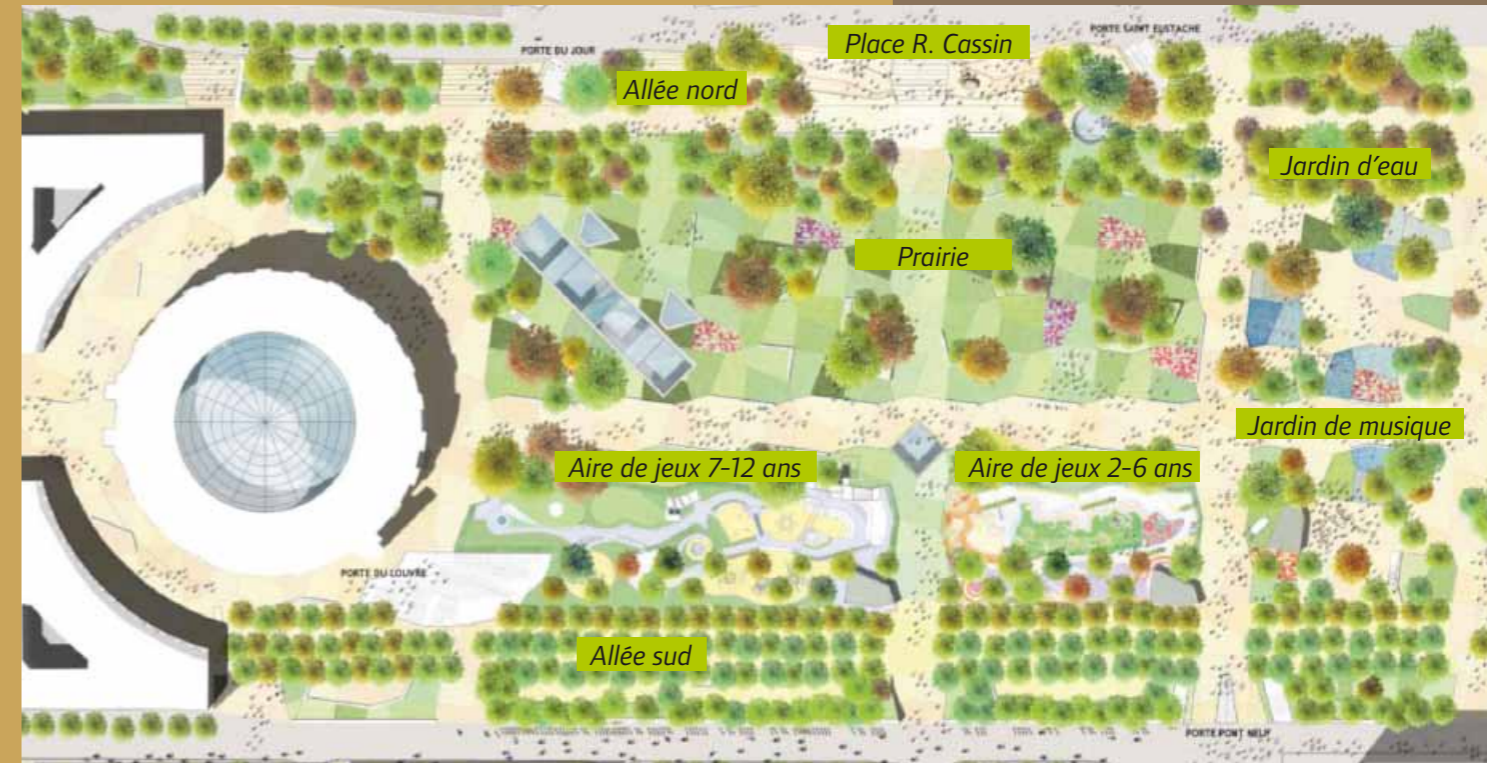 PORTE SAINT EUSTACHE
Place R. Cassin
PORTE DU JOUR
Allée nord
Jardin d'eau
Prairie
Jardin de musique
Aire de jeux 7-12 ans
Aire de jeux 2-6 ans
PORTE DU LOUVRE
Allée sud
PORTE PONT NEUF